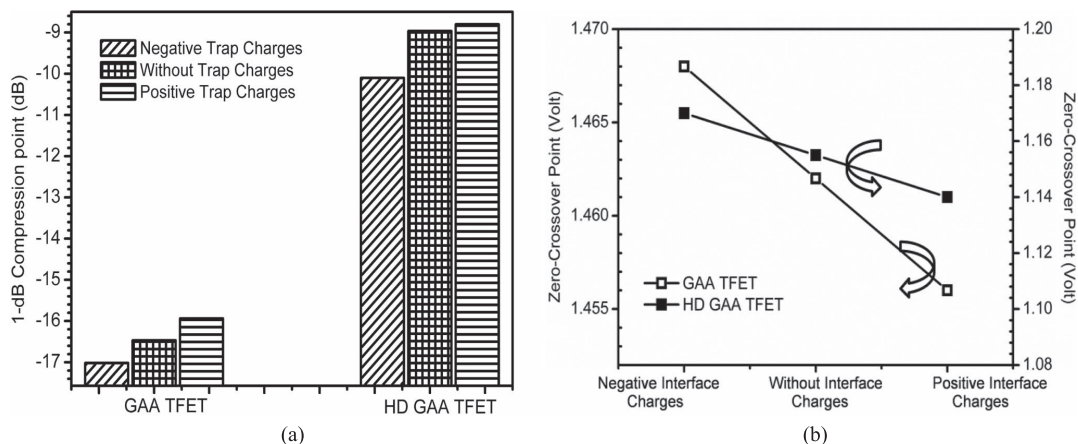 1-dB Compression point (dB)
-9
-10
-11
-12
-13
-14
-15
-16
-17
Negative Trap Charges
Without Trap Charges
Positive Trap Charges
GAA TFET
HD GAA TFET
(a)
Zero-Crossover Point (Volt)
1.470
1.465
1.460
1.455
GAA TFET
HD GAA TFET
1.20
1.18
1.16
1.14
1.12
1.10
1.08
Zero-Crossover Point (Volt)
Negative Interface
Charges
Without Interface
Charges
Positive Interface
Charges
(b)